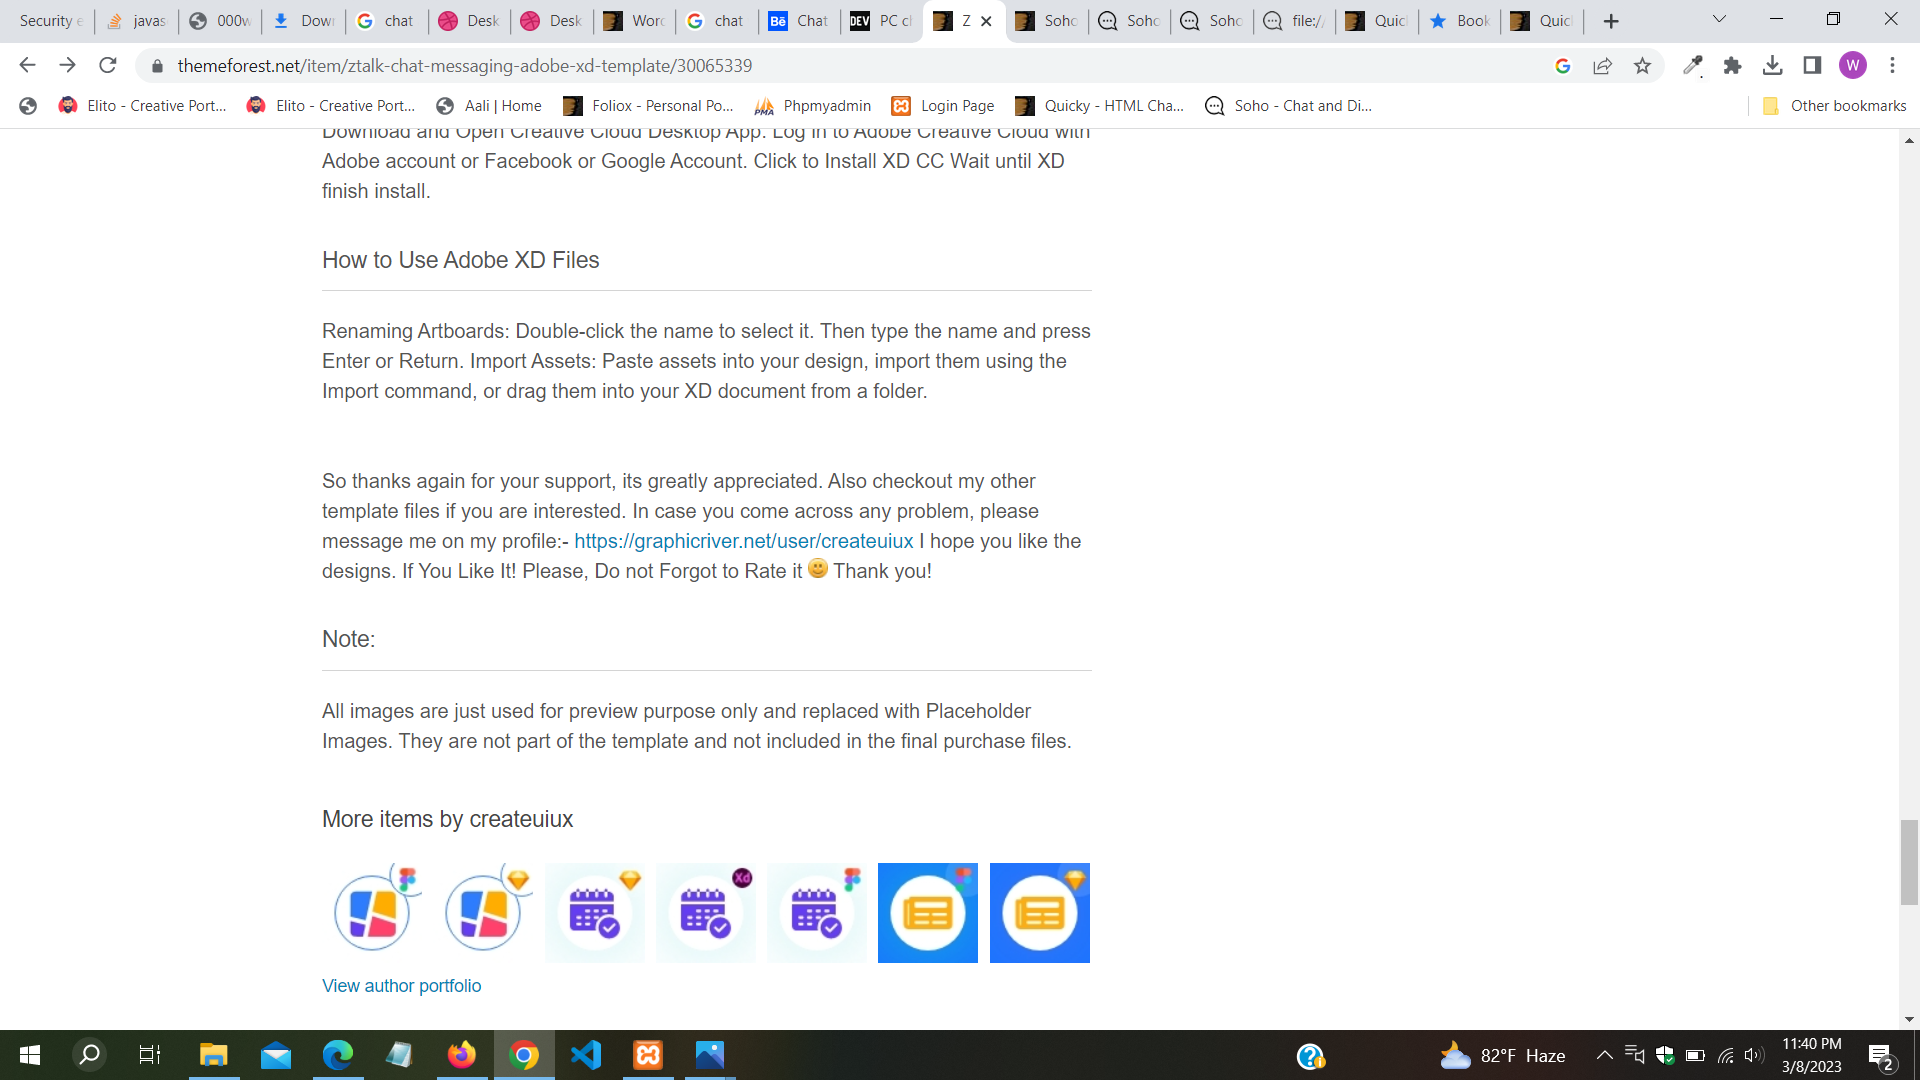 Security e
javas
000w
Down
chat
Desk
Desk
Word
chat
Bē
Chat
DEV
PC ch
Z
Soho
Soho
Soho
file://
Quic
Book
Quic
themeforest.net/item/ztalk-chat-messaging-adobe-xd-template/30065339
W
Elito - Creative Port...
Elito - Creative Port...
Aali | Home
Foliox - Personal Po...
PMA
Phpmyadmin
Login Page
Quicky - HTML Cha...
Soho - Chat and Di...
Other bookmarks
Download and Open Creative Cloud Desktop App. Log in to Adobe Creative Cloud with
Adobe account or Facebook or Google Account. Click to Install XD CC Wait until XD
finish install.
How to Use Adobe XD Files
Renaming Artboards: Double-click the name to select it. Then type the name and press
Enter or Return. Import Assets: Paste assets into your design, import them using the
Import command, or drag them into your XD document from a folder.
So thanks again for your support, its greatly appreciated. Also checkout my other
template files if you are interested. In case you come across any problem, please
message me on my profile:- https://graphicriver.net/user/createuiux I hope you like the
designs. If You Like It! Please, Do not Forgot to Rate it 🙂 Thank you!
Note:
All images are just used for preview purpose only and replaced with Placeholder
Images. They are not part of the template and not included in the final purchase files.
More items by createuiux
Xd
View author portfolio
82°F Haze
11:40 PM
3/8/2023
2